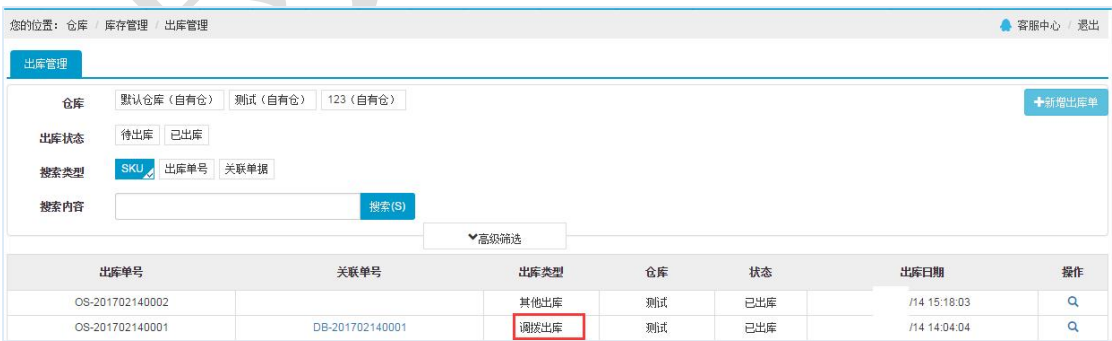 您的位置：仓库 / 库存管理 / 出库管理 客服中心 / 退出
出库管理
仓库 默认仓库（自有仓） 测试（自有仓） 123（自有仓） +新增出库单
出库状态 待出库 已出库
搜索类型 SKU 出库单号 关联单据
搜索内容 搜索(S)
高级筛选
出库单号 关联单号 出库类型 仓库 状态 出库日期 操作
OS-201702140002 其他出库 测试 已出库 /14 15:18:03
OS-201702140001 DB-201702140001 调拨出库 测试 已出库 /14 14:04:04